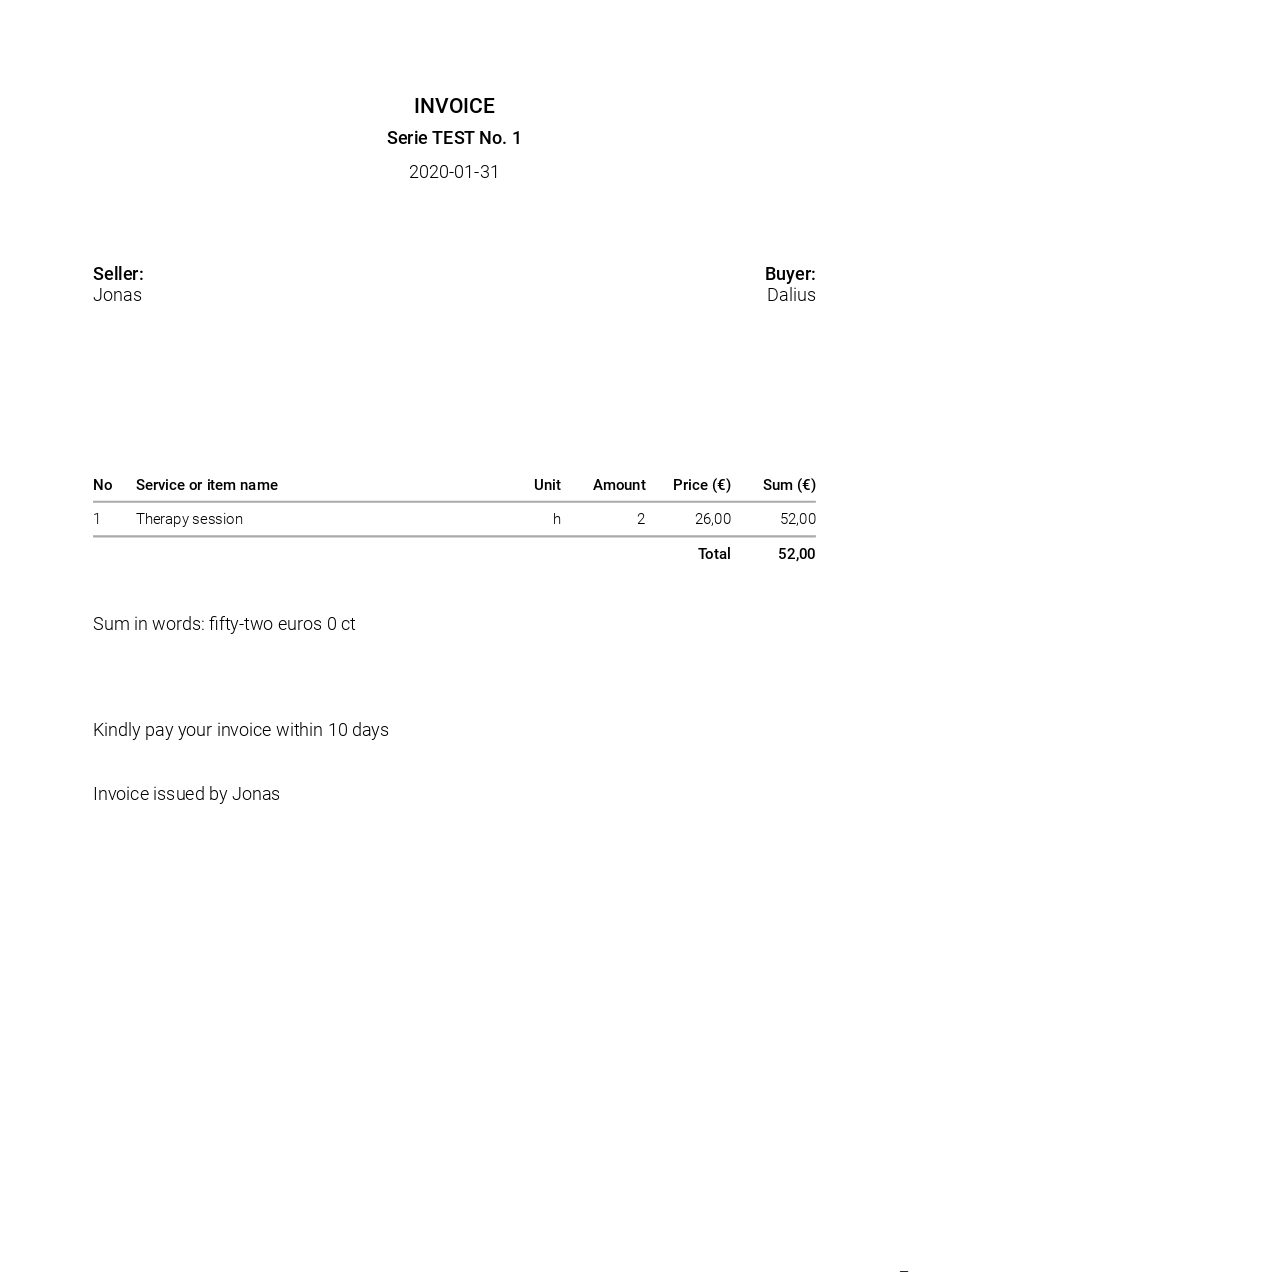 INVOICE
Serie TEST No. 1
2020-01-31
Seller:
Jonas
Buyer:
Dalius
No Service or item name Unit Amount Price (€) Sum (€)
1 Therapy session h 2 26,00 52,00
Total 52,00
Sum in words: fifty-two euros 0 ct
Kindly pay your invoice within 10 days
Invoice issued by Jonas